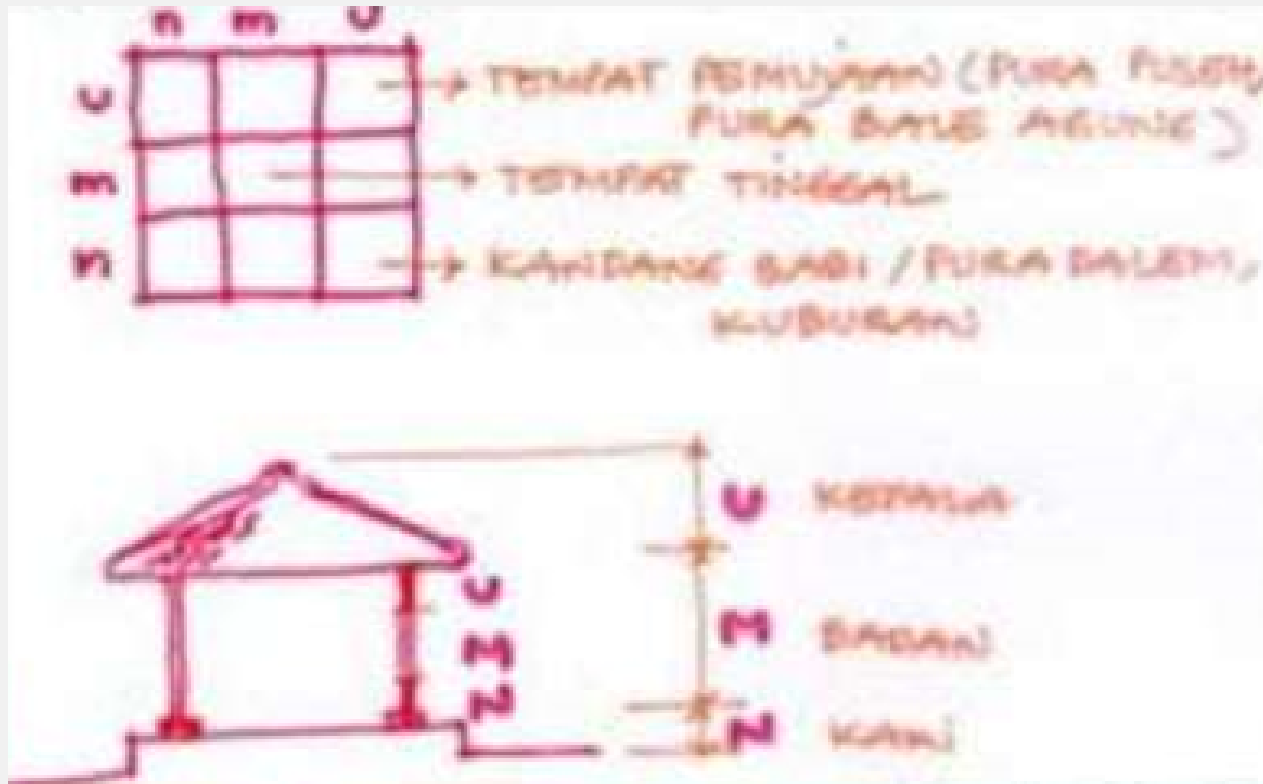 n m U
U
m
n
TEMPAT PEMUJAAN (PURA PUSEH,
PURA BALE AGUNG)
TEMPAT TINGGAL
KANDANG BABI / PURA DALEM,
KUBURAN
U KEPALA
U
M BADAN
M
N
N KAKI